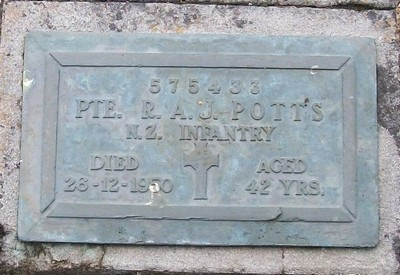 575433
PTE. R. A. J. POTTS
N.Z. INFANTRY
DIED AGED
28-12-1950 42 YRS.